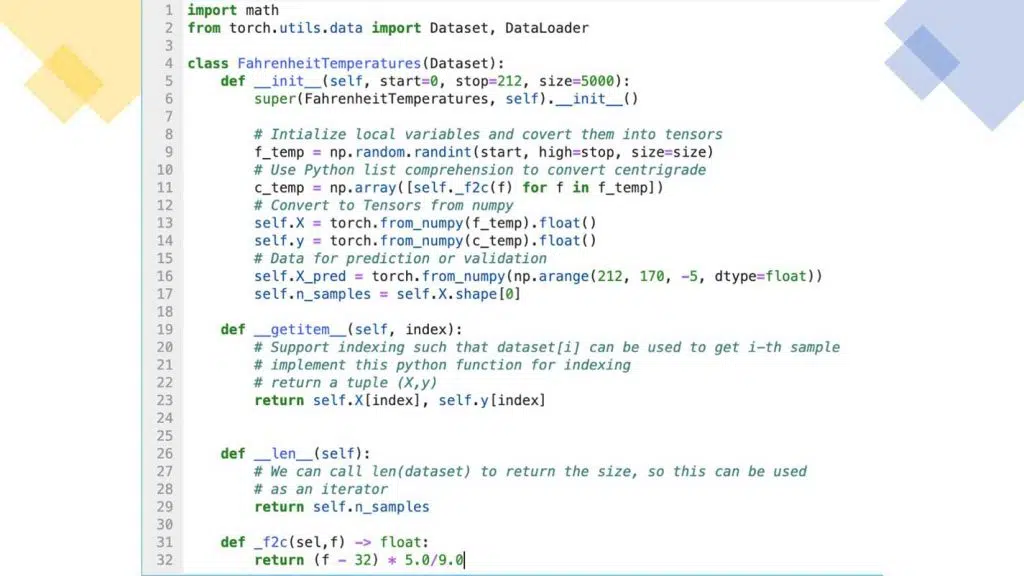 1 import math
2 from torch.utils.data import Dataset, DataLoader
3
4 class FahrenheitTemperatures(Dataset):
5     def __init__(self, start=0, stop=212, size=5000):
6         super(FahrenheitTemperatures, self).__init__()
7
8         # Intialize local variables and covert them into tensors
9         f_temp = np.random.randint(start, high=stop, size=size)
10         # Use Python list comprehension to convert centrigrade
11         c_temp = np.array([self._f2c(f) for f in f_temp])
12         # Convert to Tensors from numpy
13         self.X = torch.from_numpy(f_temp).float()
14         self.y = torch.from_numpy(c_temp).float()
15         # Data for prediction or validation
16         self.X_pred = torch.from_numpy(np.arange(212, 170, -5, dtype=float))
17         self.n_samples = self.X.shape[0]
18
19     def __getitem__(self, index):
20         # Support indexing such that dataset[i] can be used to get i-th sample
21         # implement this python function for indexing
22         # return a tuple (X,y)
23         return self.X[index], self.y[index]
24
25
26     def __len__(self):
27         # We can call len(dataset) to return the size, so this can be used
28         # as an iterator
29         return self.n_samples
30
31     def _f2c(sel,f) -> float:
32         return (f - 32) * 5.0/9.0